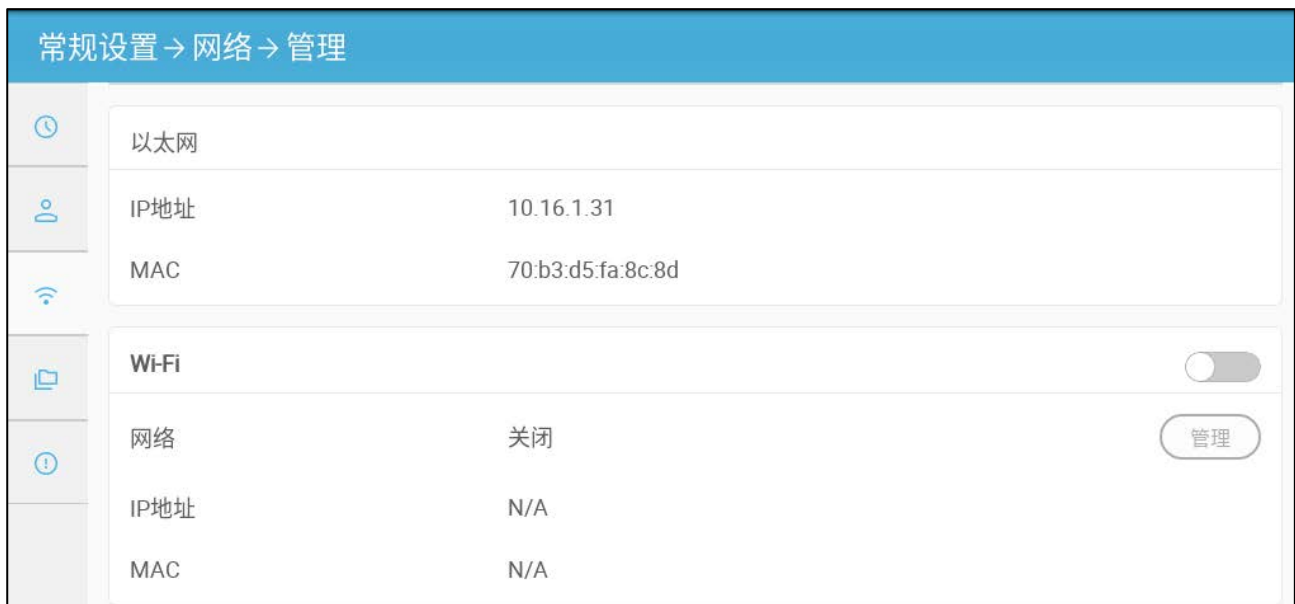 常规设置→网络→管理
以太网
IP地址 10.16.1.31
MAC 70:b3:d5:fa:8c:8d
Wi-Fi
网络 关闭 管理
IP地址 N/A
MAC N/A